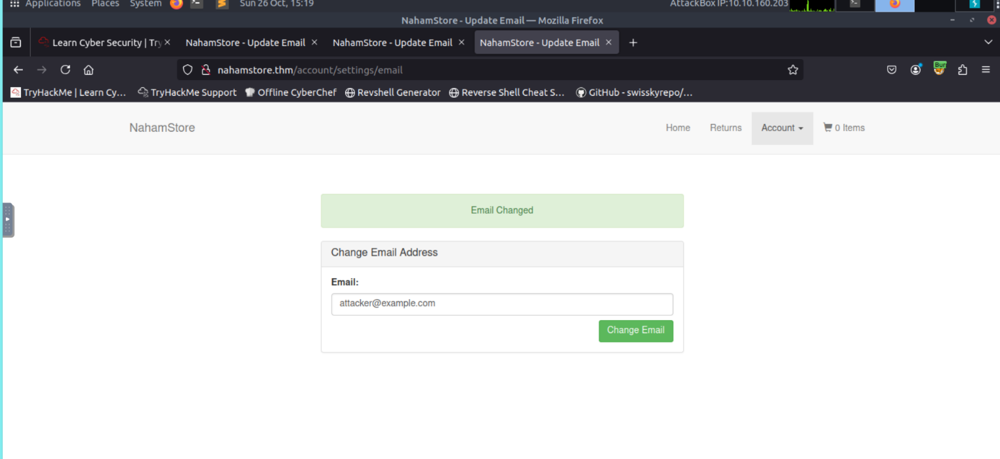 Applications Places System Sun 26 Oct, 15:19 AttackBox IP:10.10.160.203
NahamStore - Update Email — Mozilla Firefox
Learn Cyber Security | Try NahamStore - Update Email NahamStore - Update Email NahamStore - Update Email
nahamstore.thm/account/settings/email Bur
TryHackMe | Learn Cy... TryHackMe Support Offline CyberChef Revshell Generator Reverse Shell Cheat S... GitHub - swisskyrepo/...
NahamStore Home Returns Account 0 Items
Email Changed
Change Email Address
Email:
attacker@example.com
Change Email